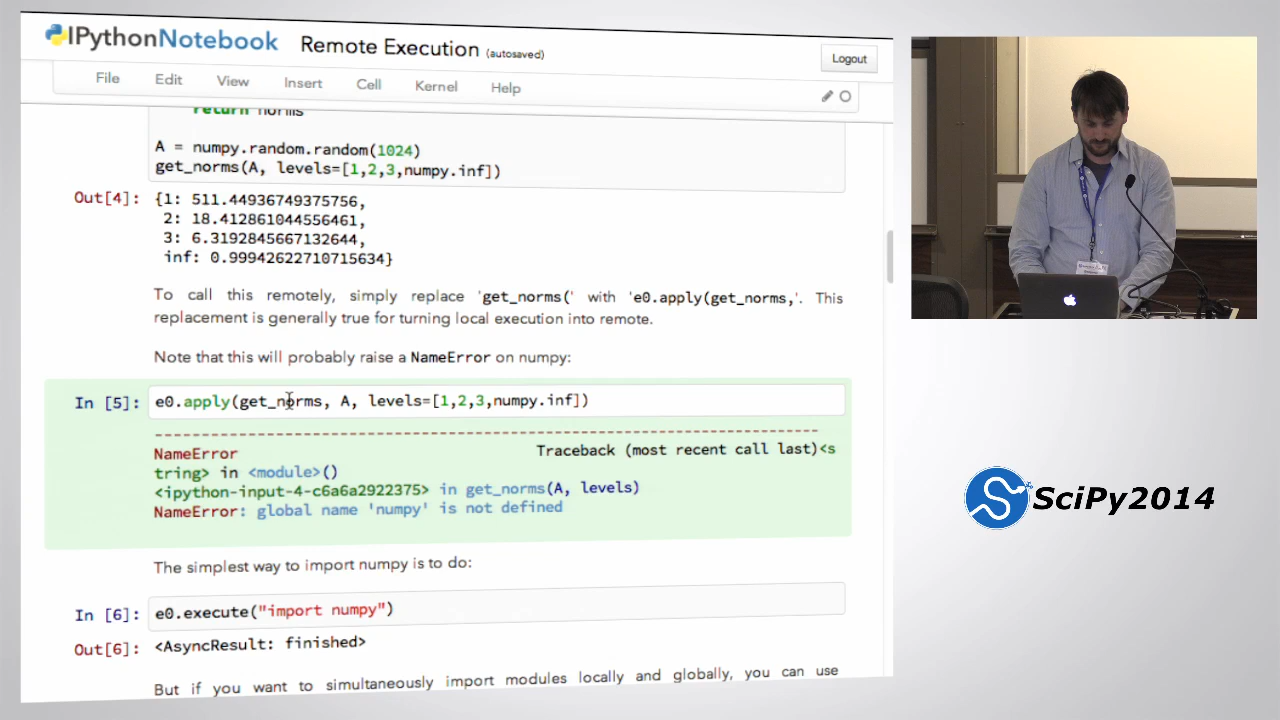 IPythonNotebook Remote Execution (autosaved)
Logout
File Edit View Insert Cell Kernel Help
return norms
A = numpy.random.random(1024)
get_norms(A, levels=[1,2,3,numpy.inf])
Out[4]: {1: 511.44936749375756,
2: 18.412861044556461,
3: 6.3192845667132644,
inf: 0.99942622710715634}
To call this remotely, simply replace 'get_norms(' with 'e0.apply(get_norms,'. This
replacement is generally true for turning local execution into remote.
Note that this will probably raise a NameError on numpy:
In [5]: e0.apply(get_norms, A, levels=[1,2,3,numpy.inf])
---------------------------------------------------------------------------
NameError Traceback (most recent call last)<s
tring> in <module>()
<ipython-input-4-c6a6a2922375> in get_norms(A, levels)
NameError: global name 'numpy' is not defined
The simplest way to import numpy is to do:
In [6]: e0.execute("import numpy")
Out[6]: <AsyncResult: finished>
But if you want to simultaneously import modules locally and globally, you can use
SciPy2014